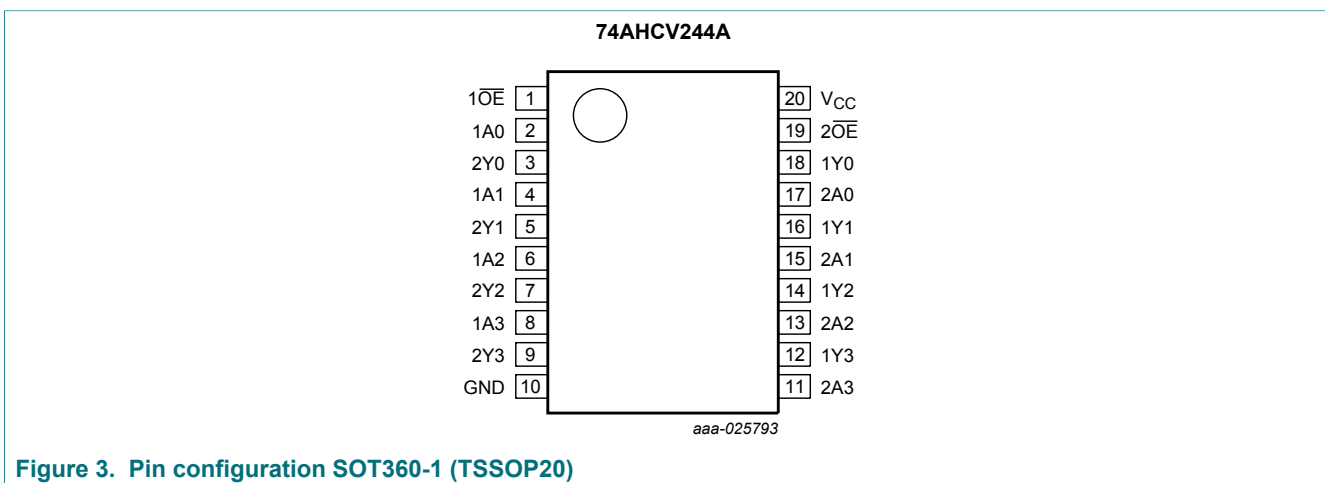 74AHCV244A
1O̅E̅ 1 20 VCC
1A0 2 19 2O̅E̅
2Y0 3 18 1Y0
1A1 4 17 2A0
2Y1 5 16 1Y1
1A2 6 15 2A1
2Y2 7 14 1Y2
1A3 8 13 2A2
2Y3 9 12 1Y3
GND 10 11 2A3
aaa-025793
Figure 3. Pin configuration SOT360-1 (TSSOP20)